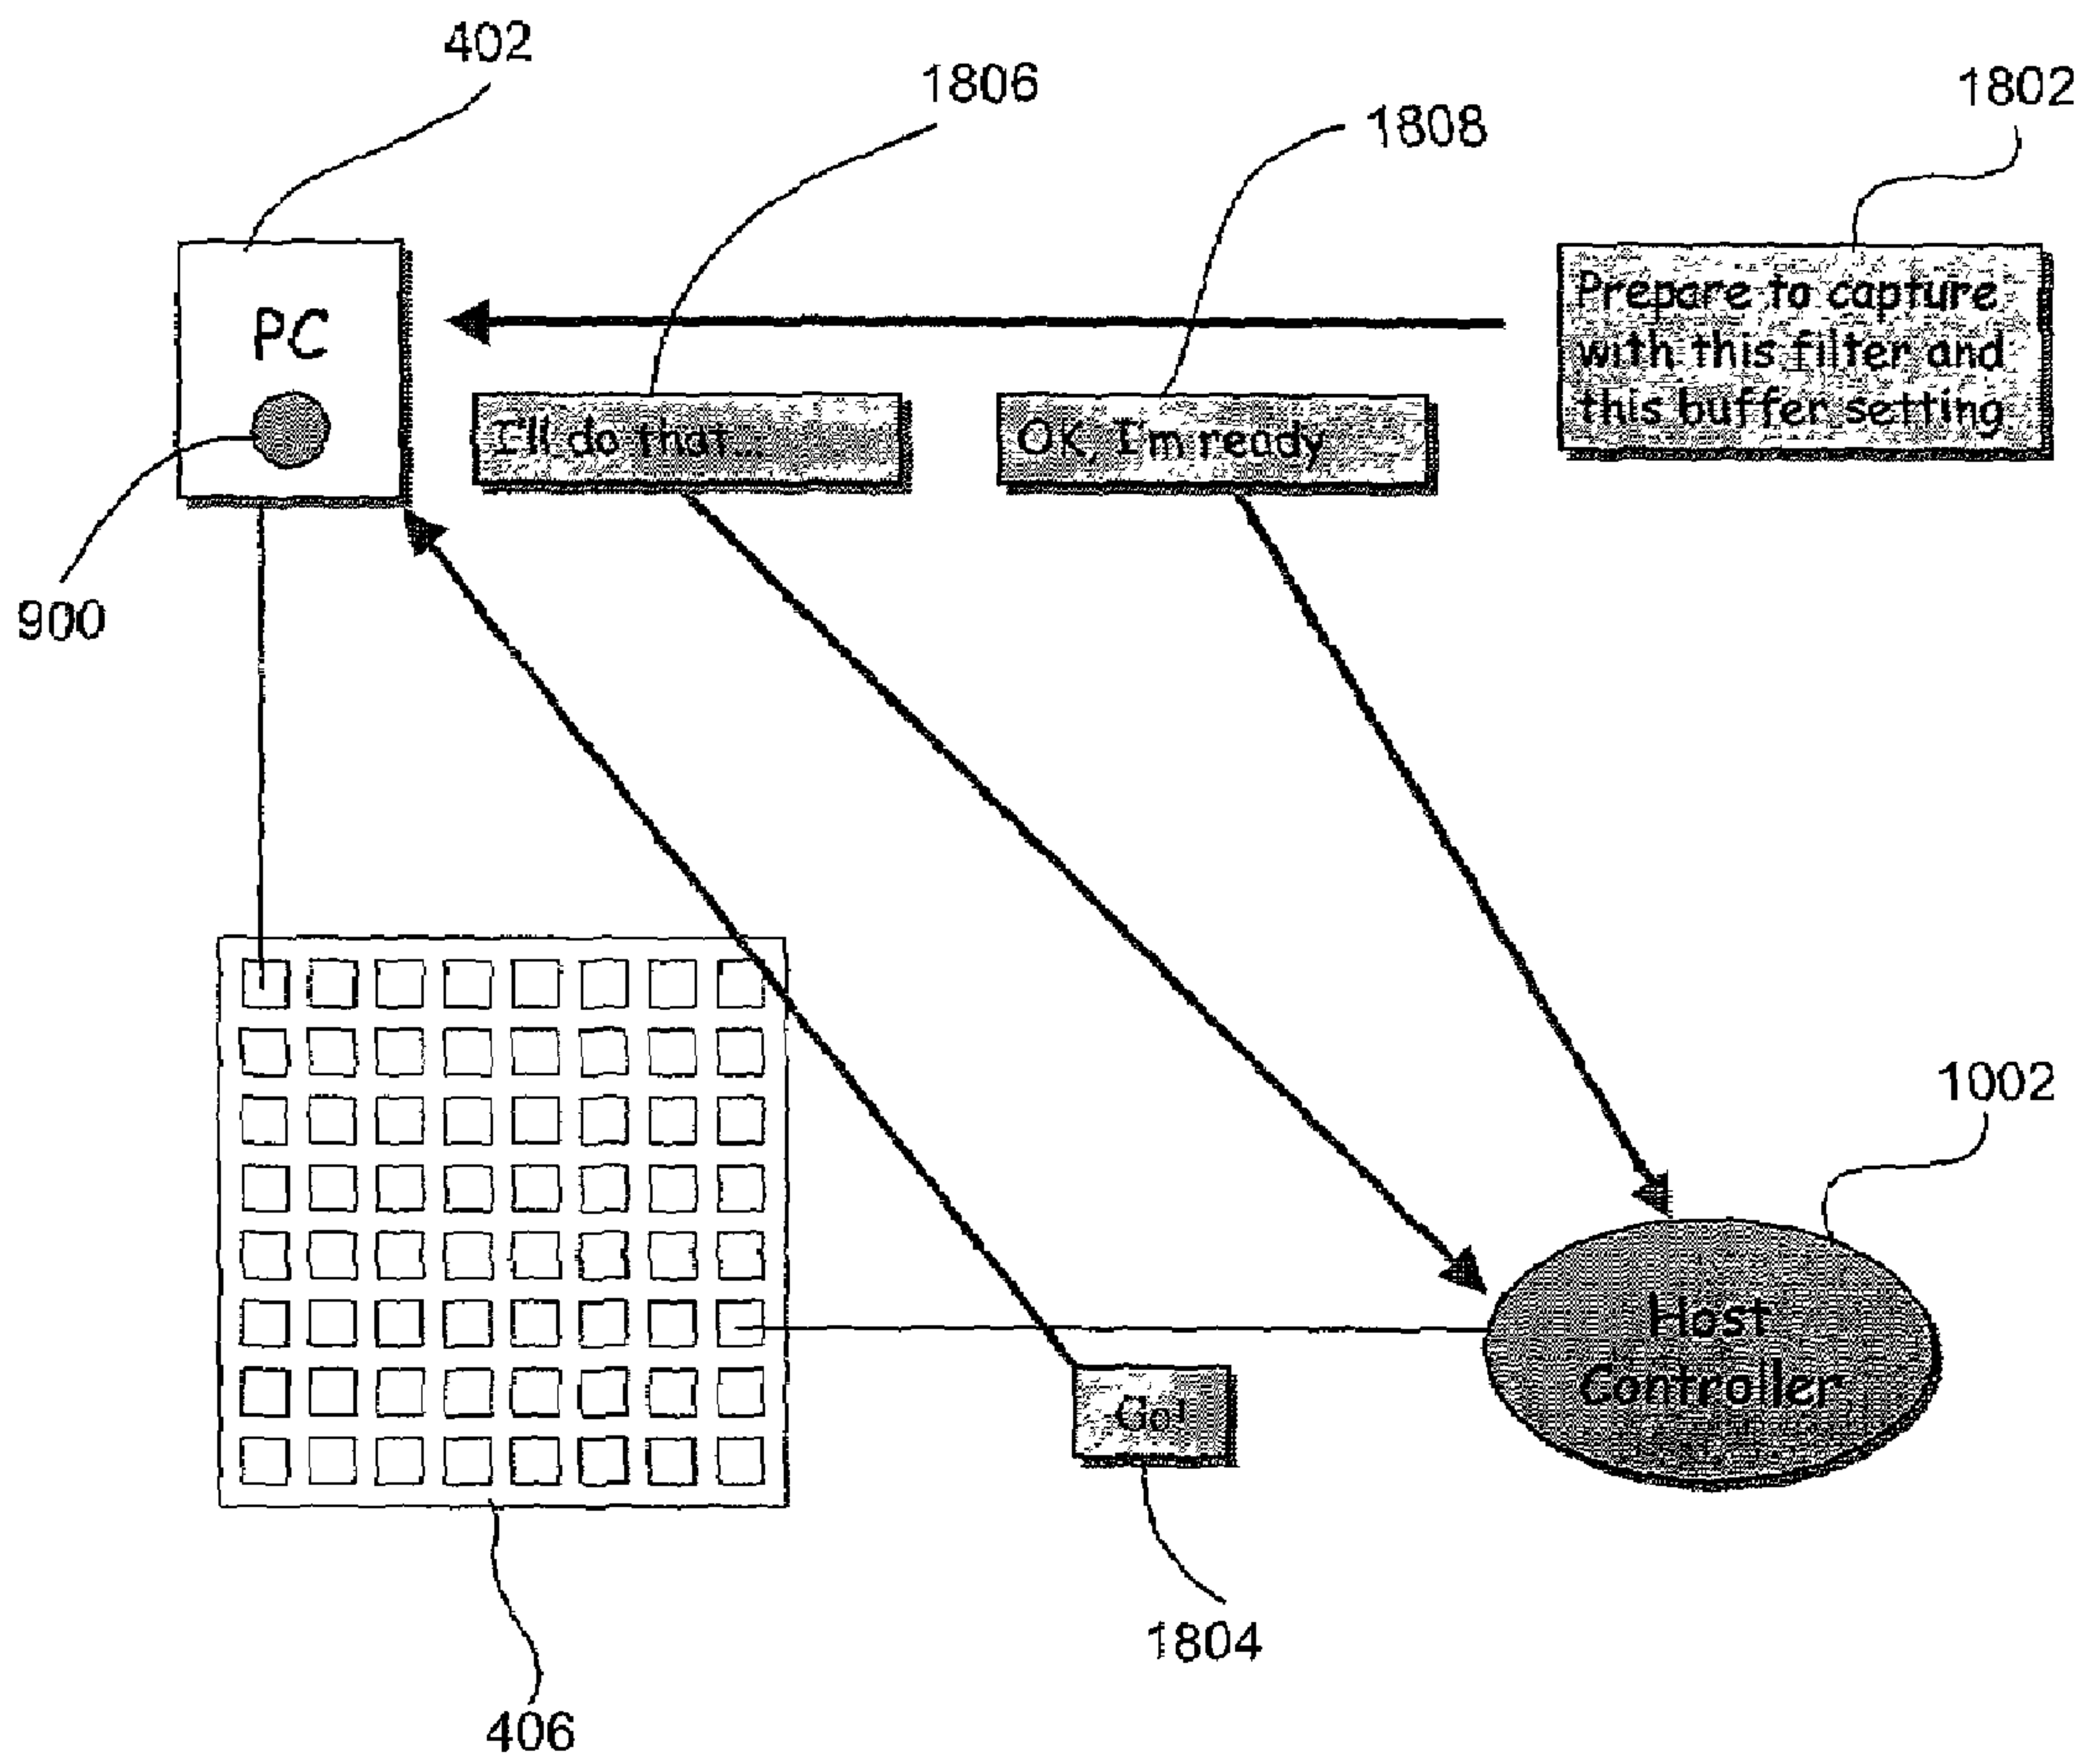 402
1806
1808
1802
PC
Prepare to capture
with this filter and
this buffer setting
I'll do that...
OK, I'm ready
900
1002
Host
Controller
Go!
1804
406